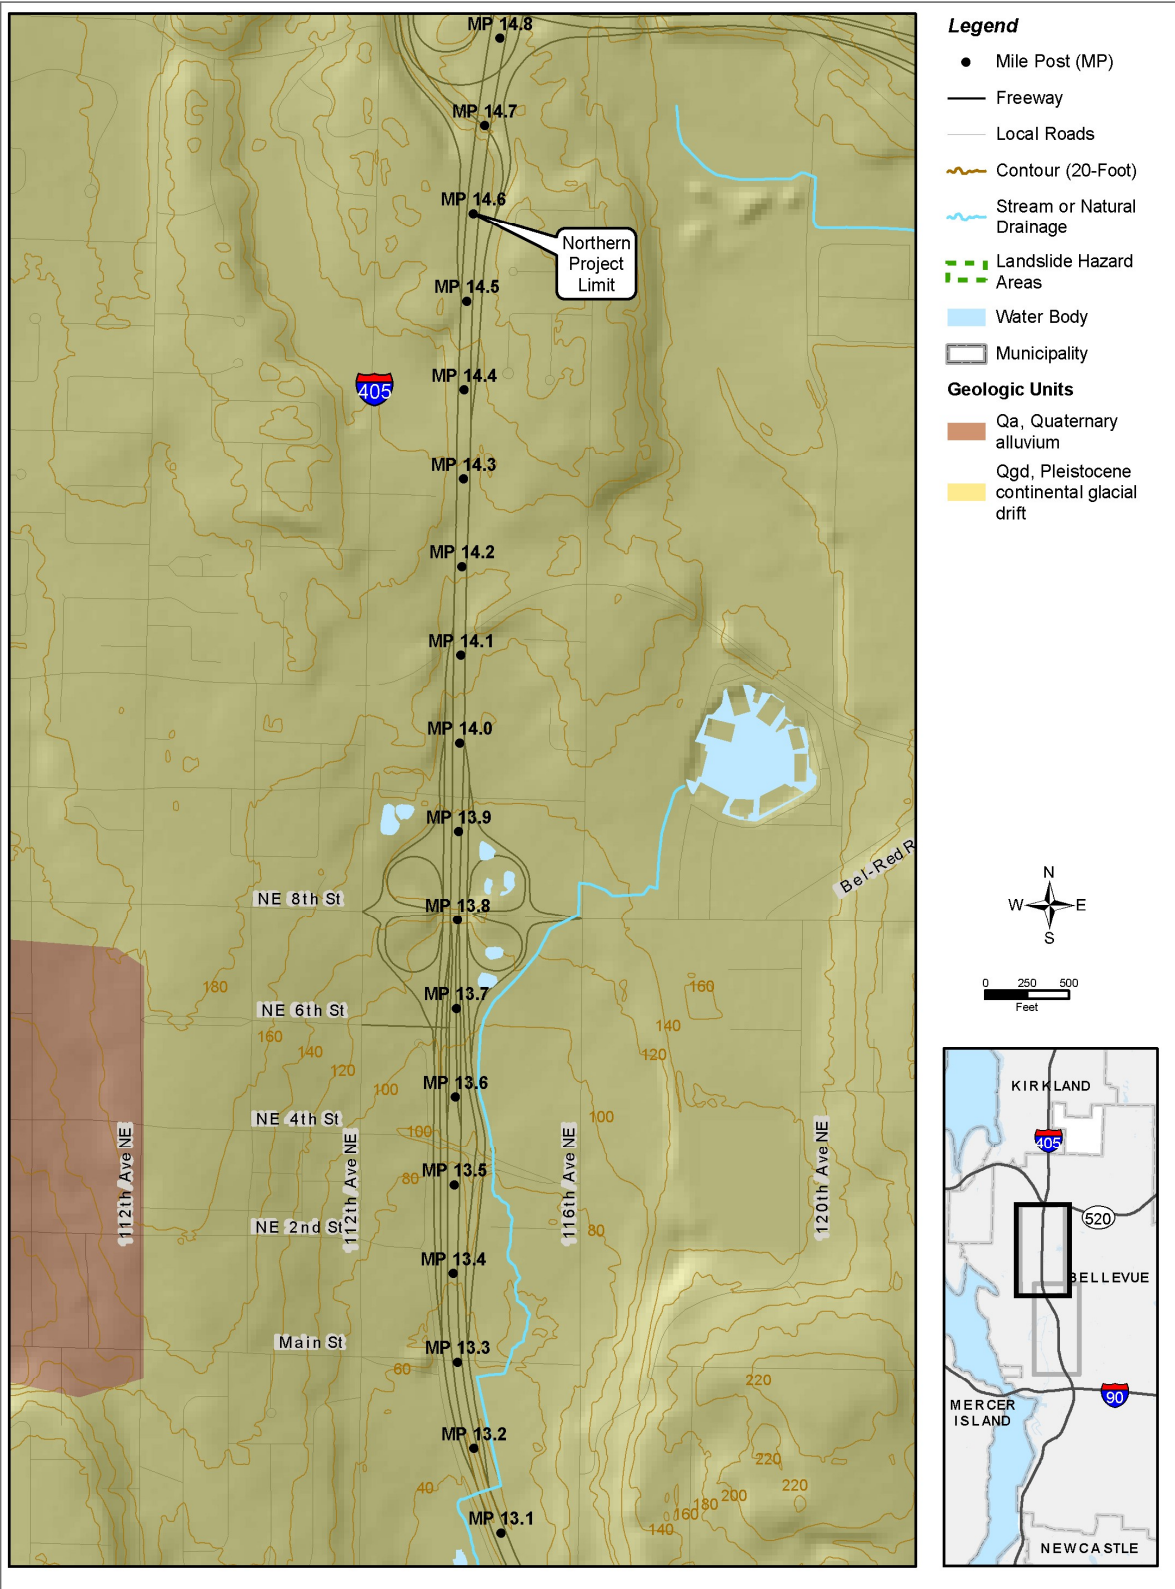 MP 14.8
MP 14.7
MP 14.6
Northern
Project
Limit
MP 14.5
MP 14.4
405
MP 14.3
MP 14.2
MP 14.1
MP 14.0
MP 13.9
Bel-Red R
NE 8th St
MP 13.8
180
160
MP 13.7
NE 6th St
140
160
140
120
120
MP 13.6
100
NE 4th St
100
100
112th Ave NE
112th Ave NE
116th Ave NE
120th Ave NE
MP 13.5
80
NE 2nd St
80
MP 13.4
Main St
MP 13.3
60
220
MP 13.2
220
40
220
200
180
160
140
MP 13.1
Legend
Mile Post (MP)
Freeway
Local Roads
Contour (20-Foot)
Stream or Natural
Drainage
Landslide Hazard
Areas
Water Body
Municipality
Geologic Units
Qa, Quaternary
alluvium
Qgd, Pleistocene
continental glacial
drift
N
W E
S
0 250 500
Feet
KIRKLAND
405
520
BELLEVUE
90
MERCER
ISLAND
NEWCASTLE